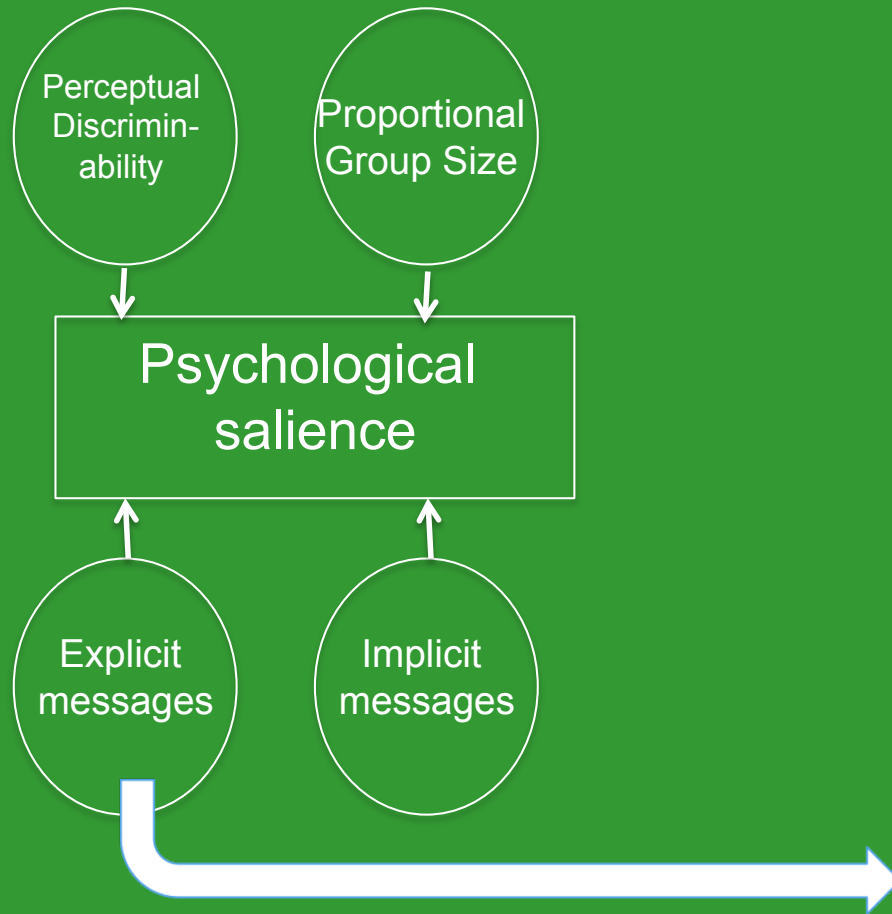 Perceptual
Discrimin-
ability
Proportional
Group Size
Psychological
salience
Explicit
messages
Implicit
messages